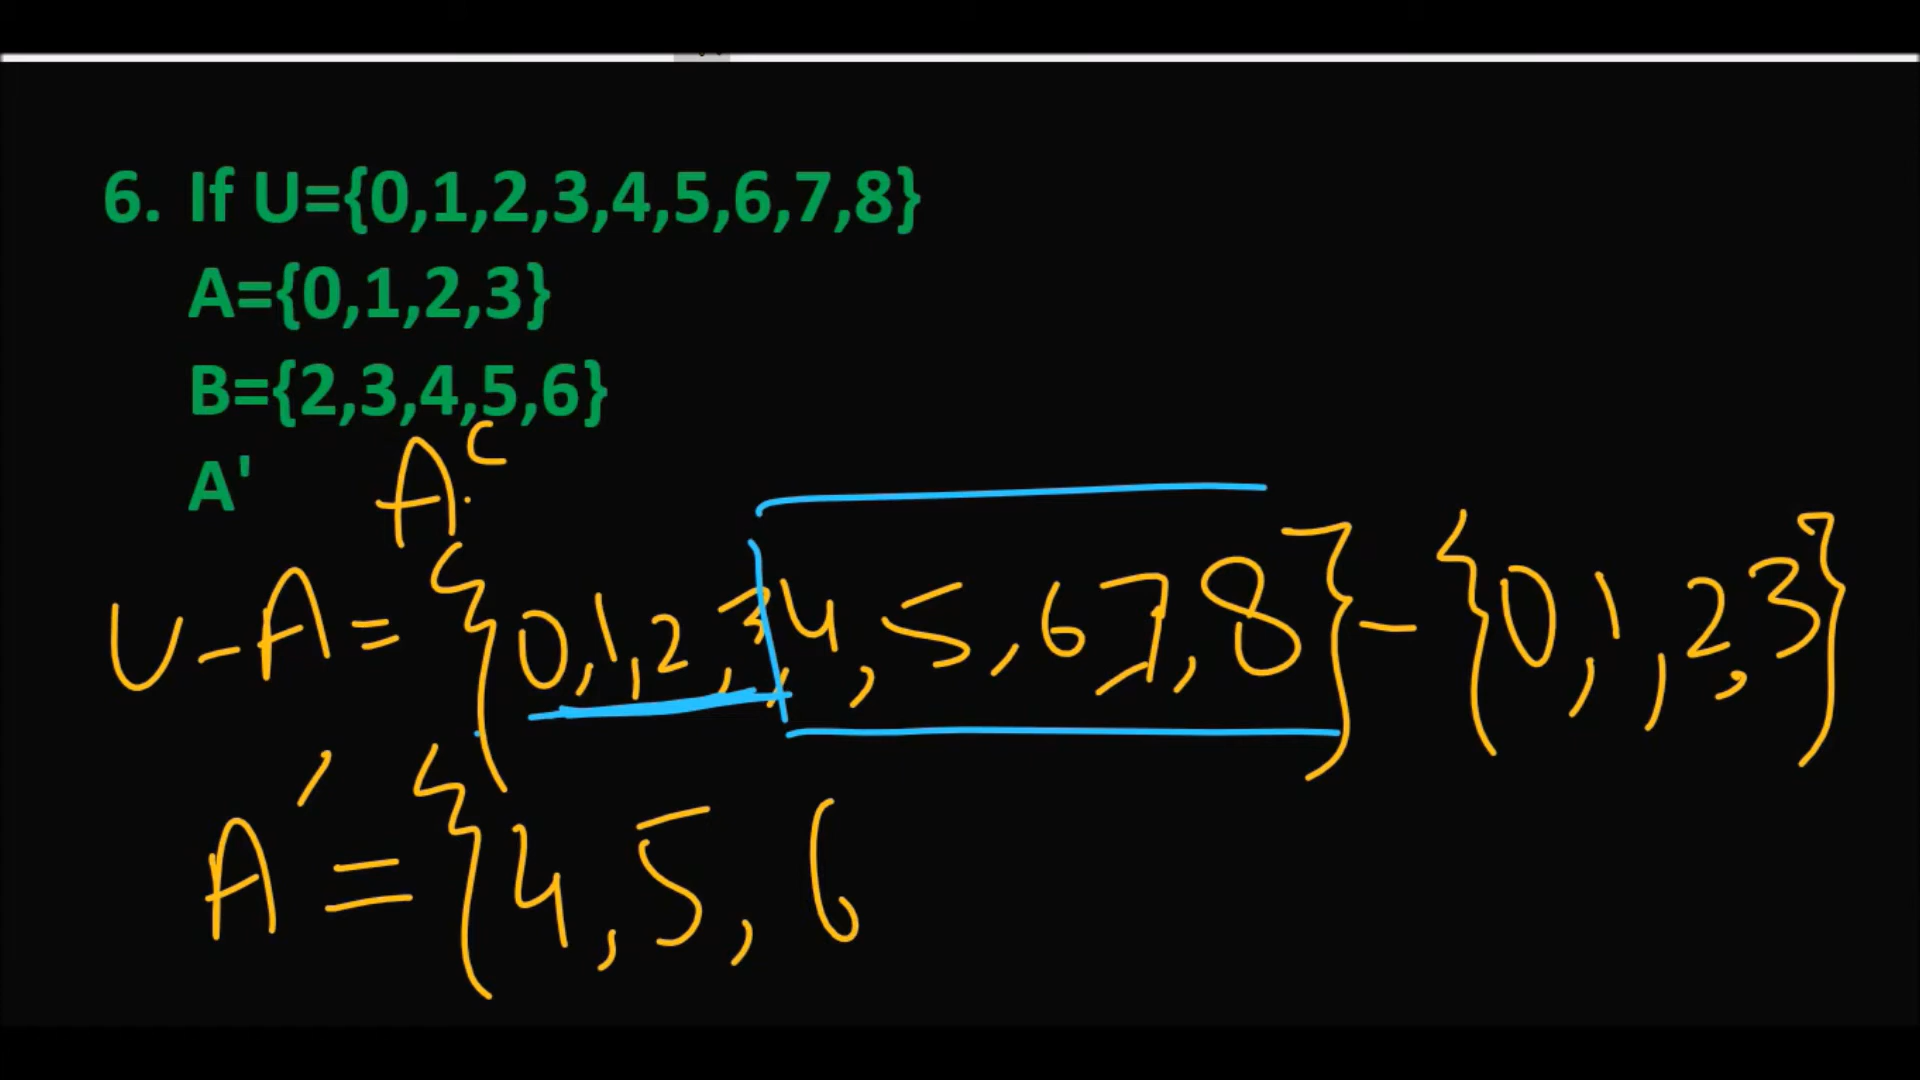 6. If U={0,1,2,3,4,5,6,7,8}
A={0,1,2,3}
B={2,3,4,5,6}
A'
A^c
U-A={0,1,2,3,4,5,6,7,8}-{0,1,2,3}
A'={4,5,6